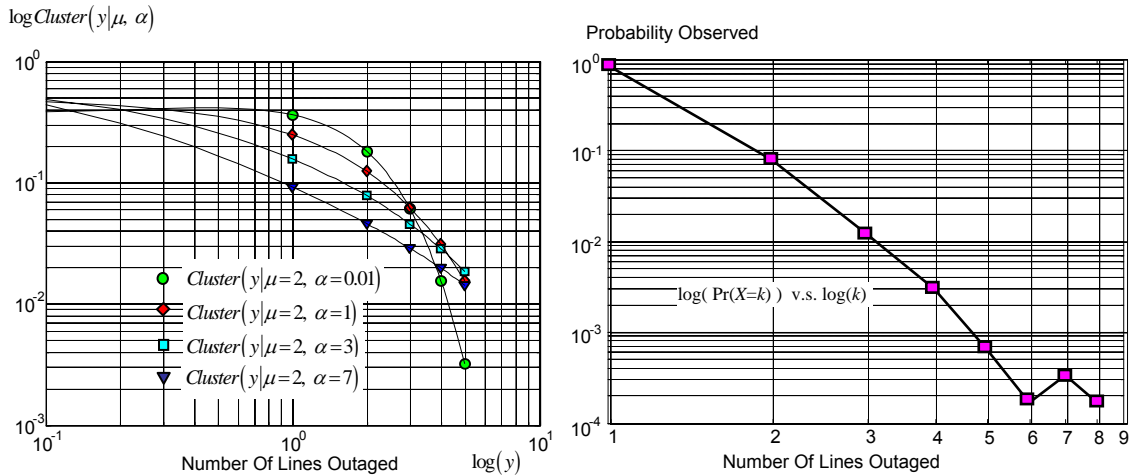 log Cluster(y|μ, α)
10^0
10^-1
10^-2
10^-3
10^-1
10^0
10^1
Cluster(y|μ=2, α=0.01)
Cluster(y|μ=2, α=1)
Cluster(y|μ=2, α=3)
Cluster(y|μ=2, α=7)
Number Of Lines Outaged
log(y)
Probability Observed
10^0
10^-1
10^-2
10^-3
10^-4
log( Pr(X=k) ) v.s. log(k)
1 2 3 4 5 6 7 8 9
Number Of Lines Outaged